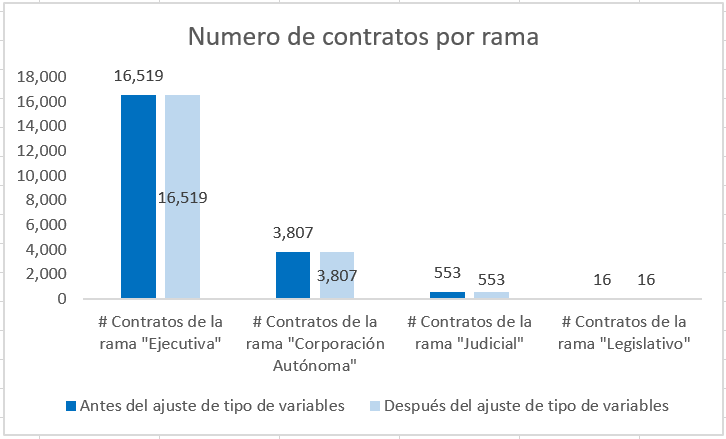 Numero de contratos por rama
18,000
16,000
14,000
12,000
10,000
8,000
6,000
4,000
2,000
0
16,519
16,519
3,807
3,807
553
553
16
16
# Contratos de la
rama "Ejecutiva"
# Contratos de la
rama "Corporación
Autónoma"
# Contratos de la
rama "Judicial"
# Contratos de la
rama "Legislativo"
Antes del ajuste de tipo de variables
Después del ajuste de tipo de variables